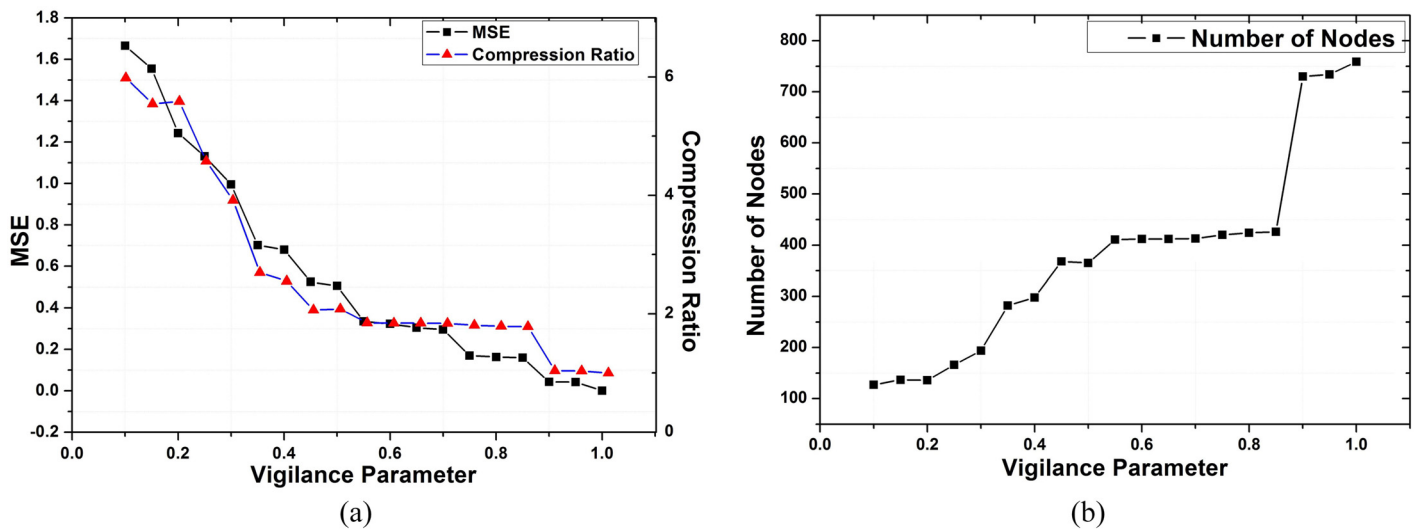 1.8
1.6
1.4
1.2
1.0
0.8
0.6
0.4
0.2
0.0
-0.2
MSE
MSE
Compression Ratio
6
4
2
0
Compression Ratio
0.0 0.2 0.4 0.6 0.8 1.0
Vigilance Parameter
(a)
800
700
600
500
400
300
200
100
Number of Nodes
Number of Nodes
0.0 0.2 0.4 0.6 0.8 1.0
Vigilance Parameter
(b)